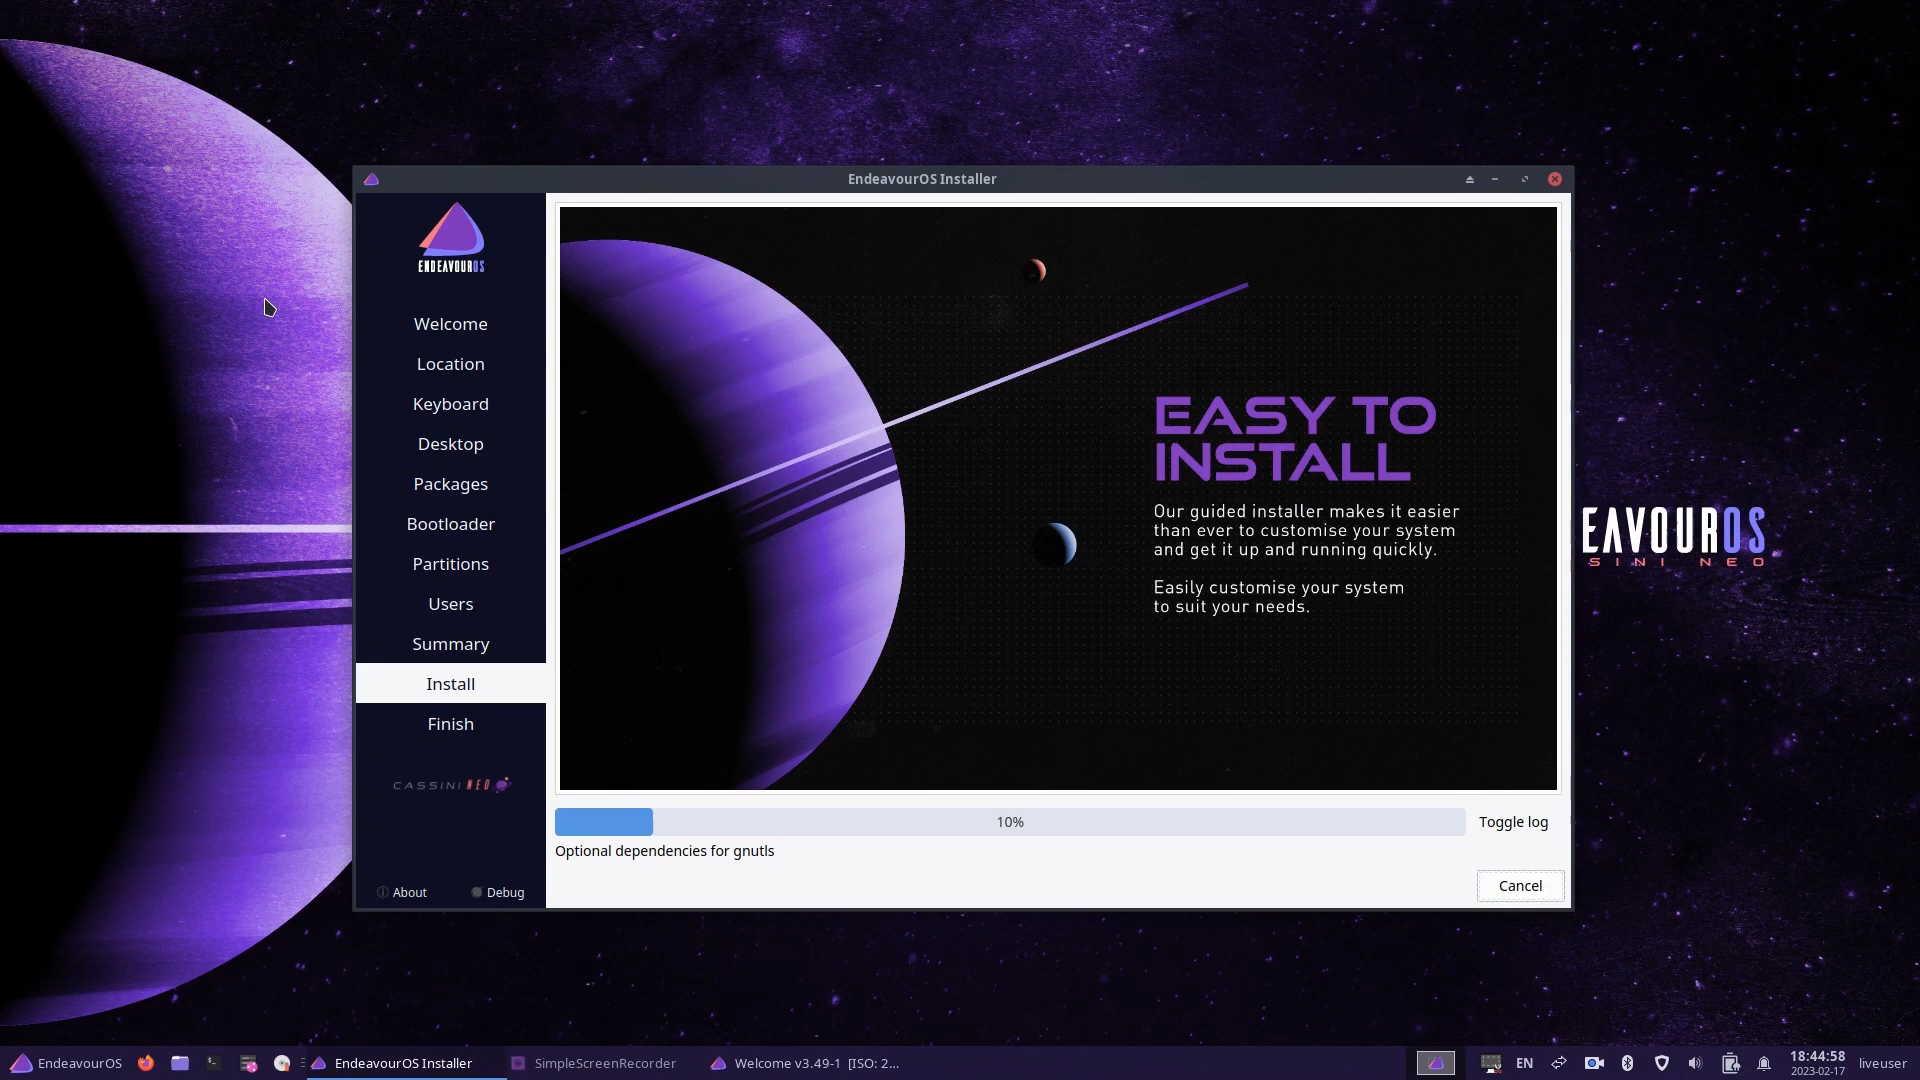 EndeavourOS Installer
ENDEAVOUROS
Welcome
Location
Keyboard
Desktop
Packages
Bootloader
Partitions
Users
Summary
Install
Finish
CASSINI NEO
About
Debug
EASY TO
INSTALL
Our guided installer makes it easier
than ever to customise your system
and get it up and running quickly.
Easily customise your system
to suit your needs.
10%
Toggle log
Optional dependencies for gnutls
Cancel
EAVOUROS
SINI NEO
EndeavourOS
EndeavourOS Installer
SimpleScreenRecorder
Welcome v3.49-1 [ISO: 2...
EN
18:44:58
2023-02-17
liveuser